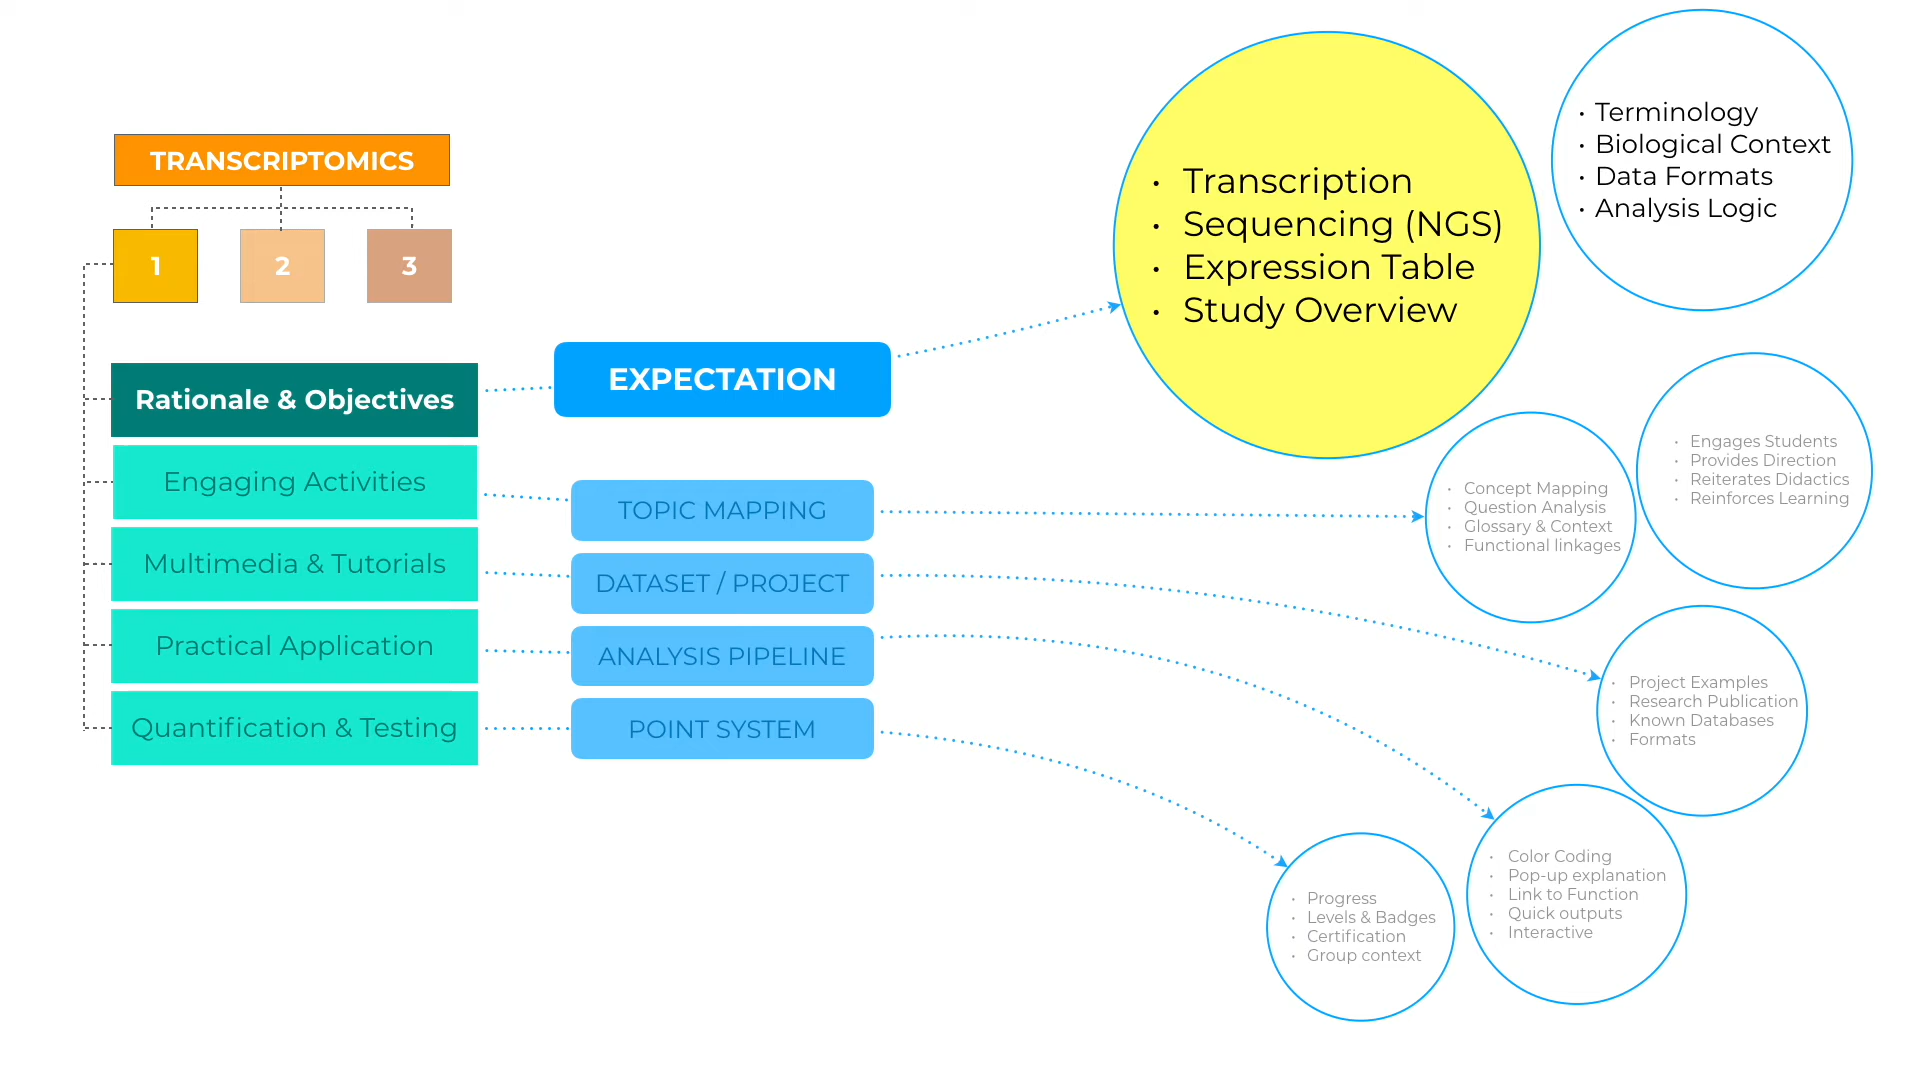 TRANSCRIPTOMICS
1
2
3
Rationale & Objectives
Engaging Activities
Multimedia & Tutorials
Practical Application
Quantification & Testing
EXPECTATION
TOPIC MAPPING
DATASET / PROJECT
ANALYSIS PIPELINE
POINT SYSTEM
• Transcription
• Sequencing (NGS)
• Expression Table
• Study Overview
• Terminology
• Biological Context
• Data Formats
• Analysis Logic
• Concept Mapping
• Question Analysis
• Glossary & Context
• Functional linkages
• Engages Students
• Provides Direction
• Reiterates Didactics
• Reinforces Learning
• Project Examples
• Research Publication
• Known Databases
• Formats
• Color Coding
• Pop-up explanation
• Link to Function
• Quick outputs
• Interactive
• Progress
• Levels & Badges
• Certification
• Group context